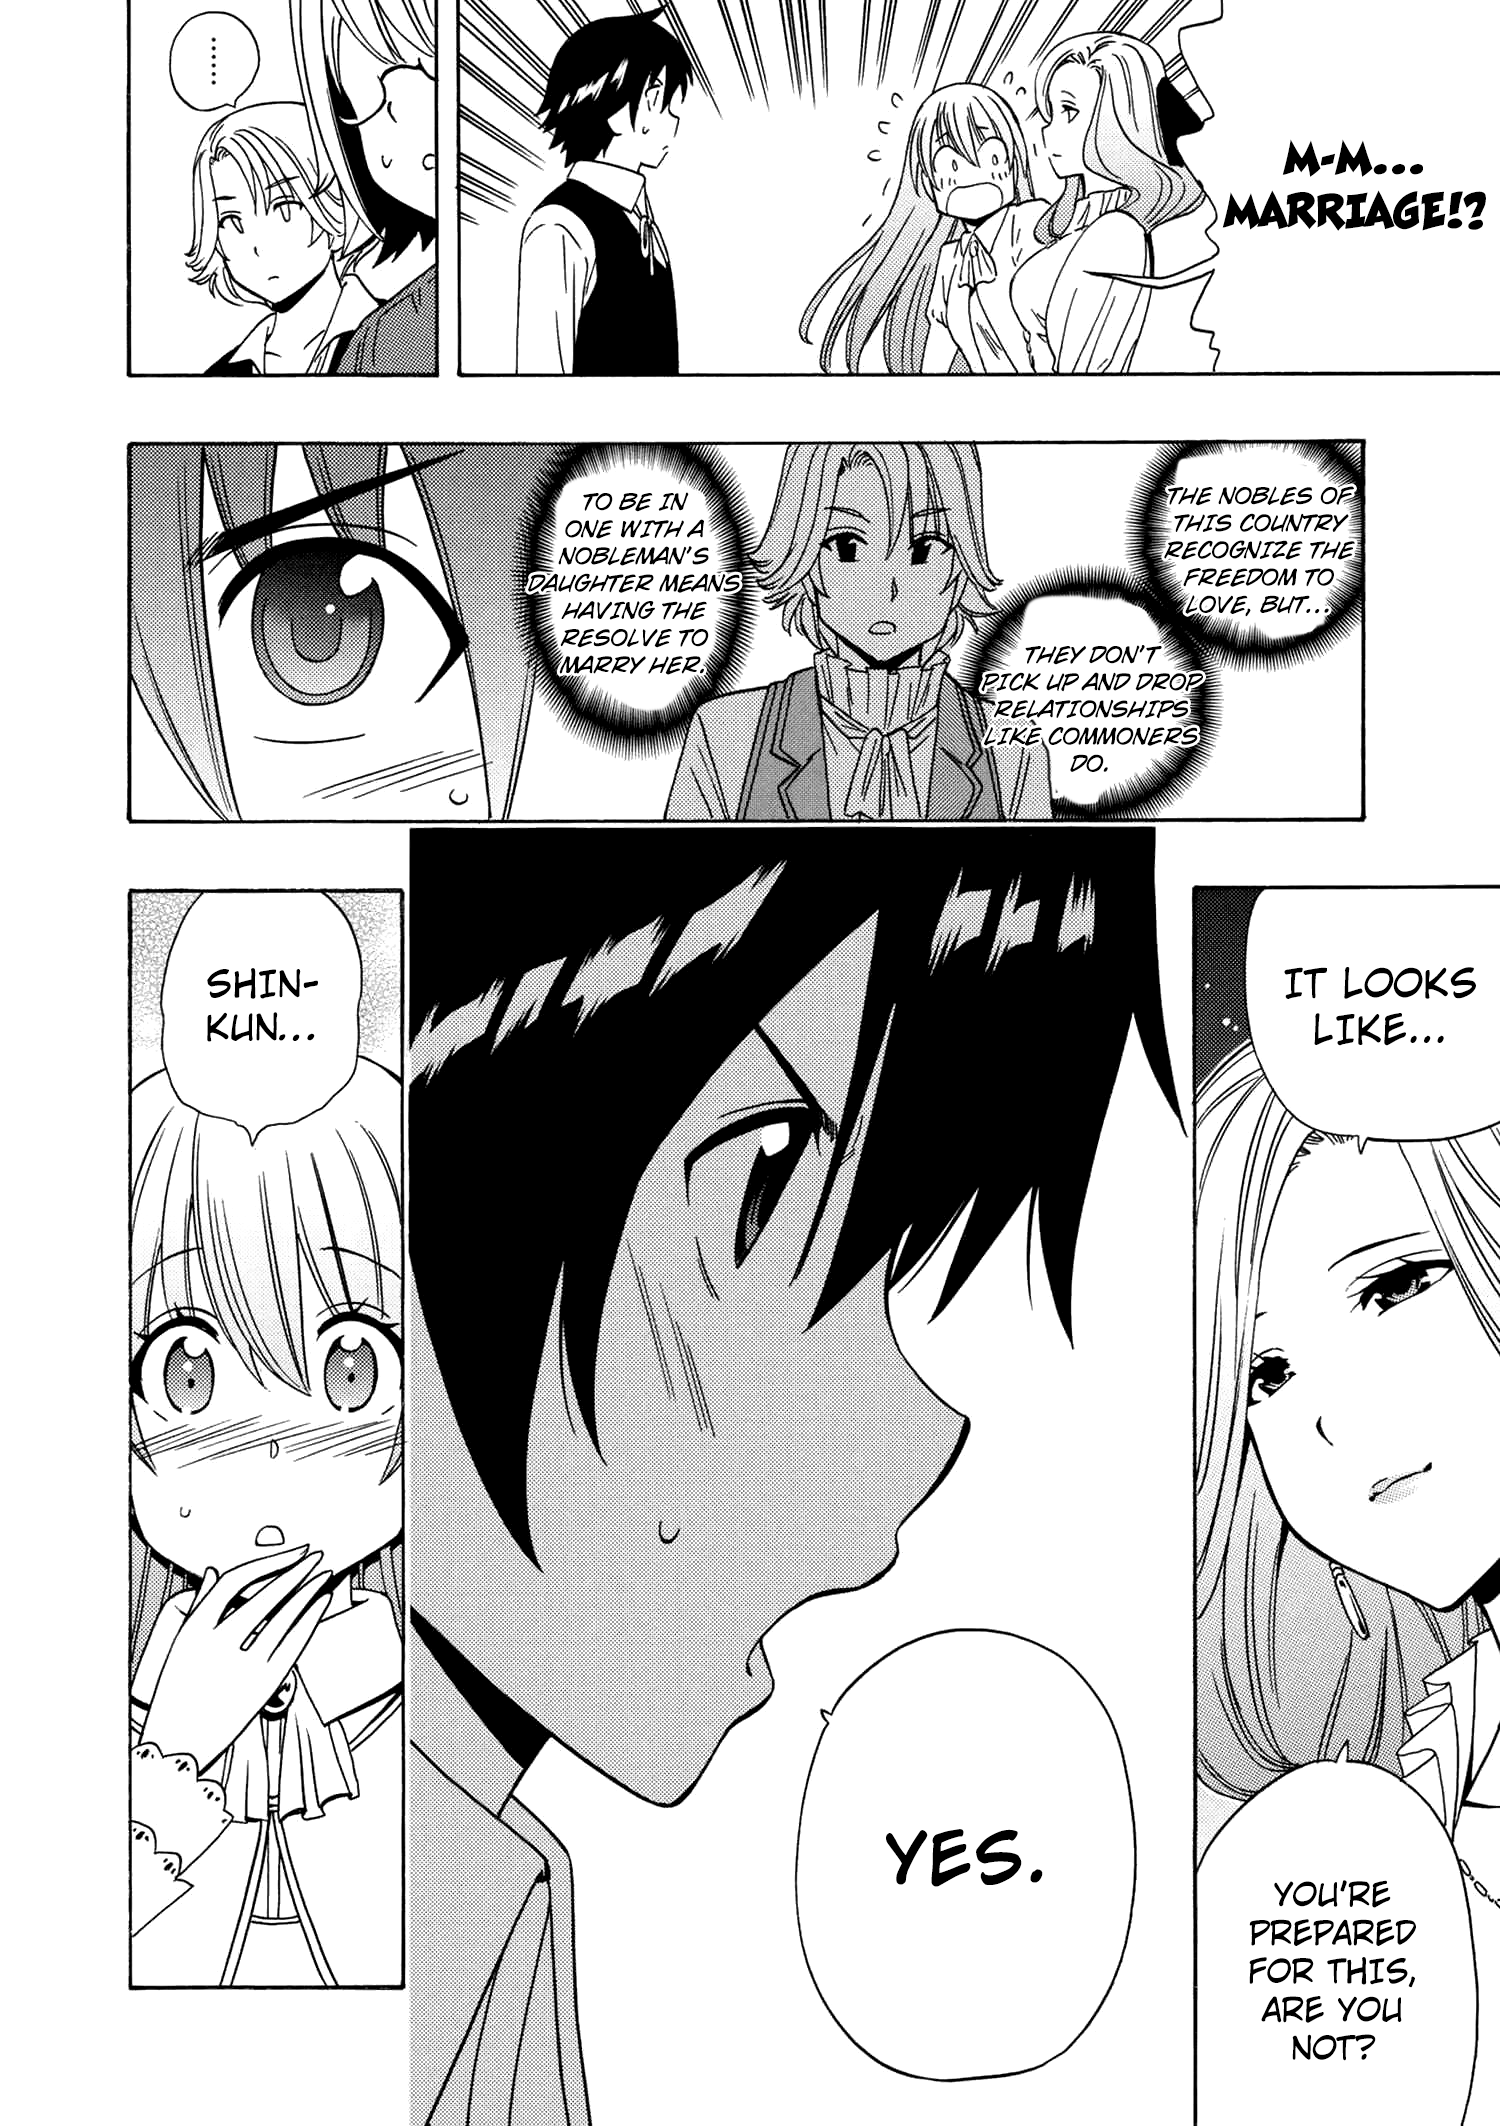 M-M...
MARRIAGE!?
......
THE NOBLES OF
THIS COUNTRY
RECOGNIZE THE
FREEDOM TO
LOVE, BUT...
THEY DON'T
PICK UP AND DROP
RELATIONSHIPS
LIKE COMMONERS
DO.
TO BE IN
ONE WITH A
NOBLEMAN'S
DAUGHTER MEANS
HAVING THE
RESOLVE TO
MARRY HER.
IT LOOKS
LIKE...
YOU'RE
PREPARED
FOR THIS,
ARE YOU
NOT?
YES.
SHIN-
KUN...